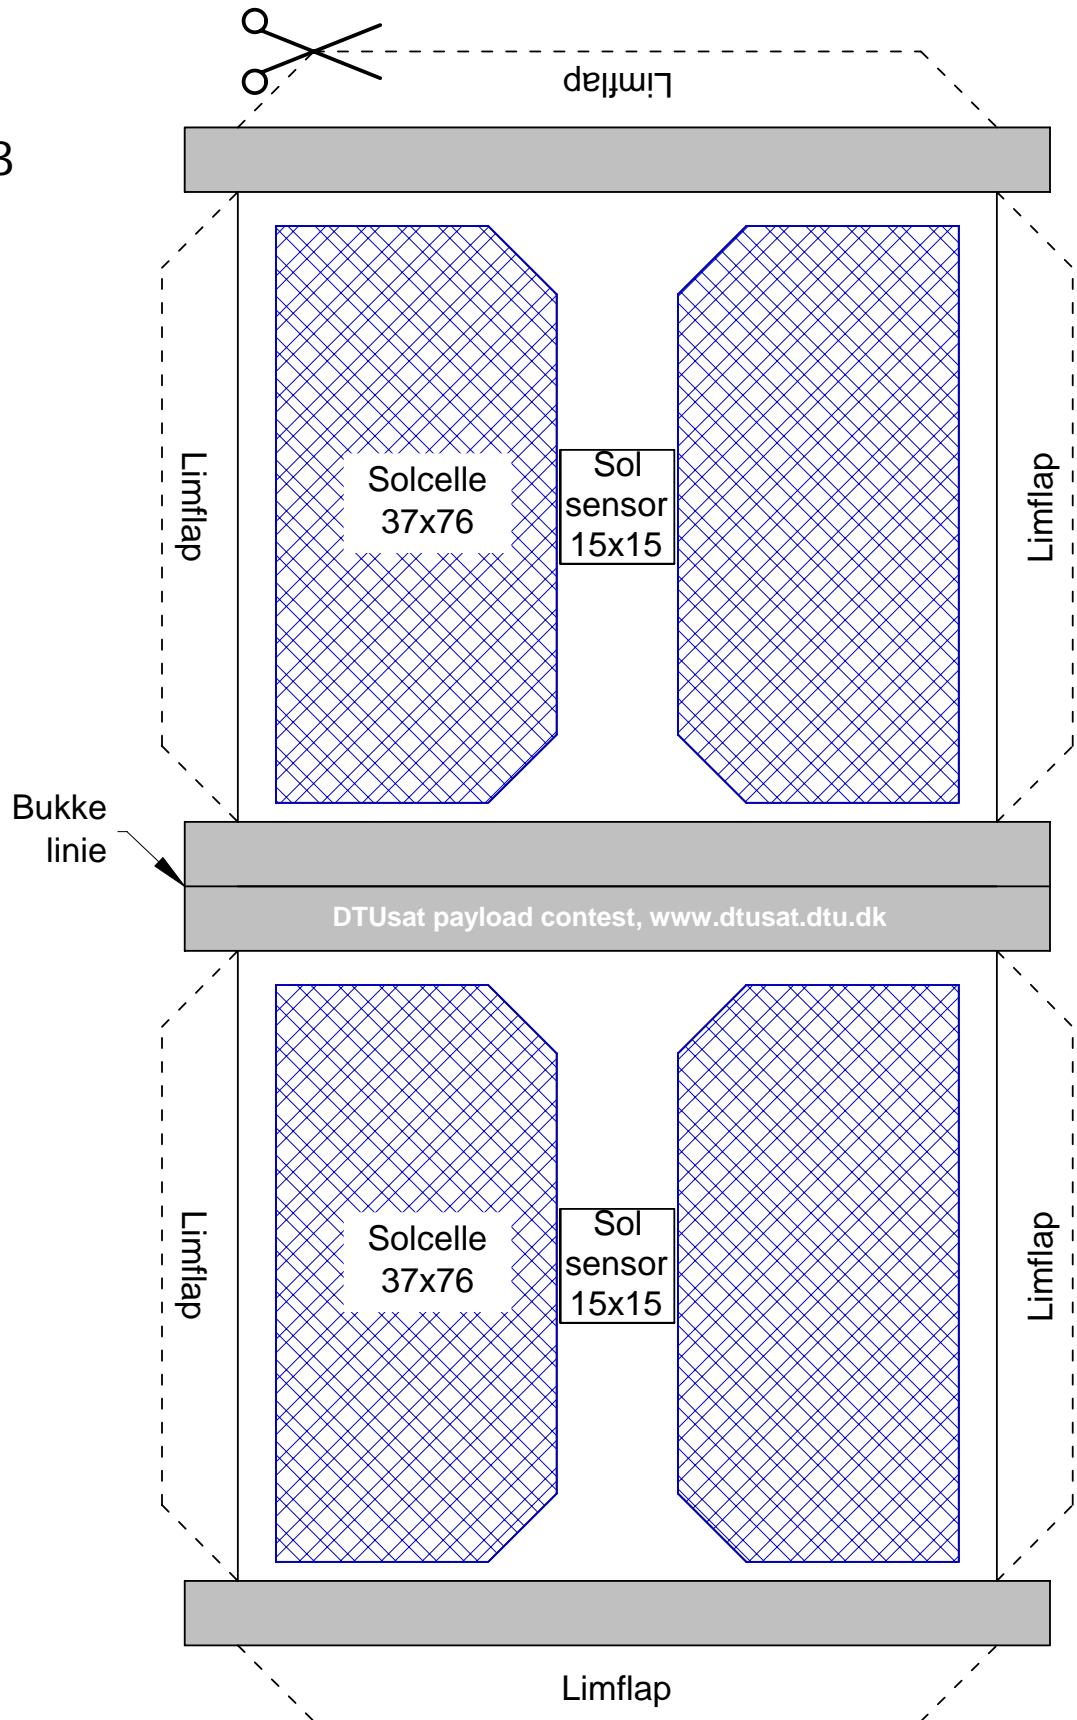 Limflap
3
Limflap
Solcelle
37x76
Sol
sensor
15x15
Limflap
Bukke
linie
DTUsat payload contest, www.dtusat.dtu.dk
Limflap
Solcelle
37x76
Sol
sensor
15x15
Limflap
Limflap